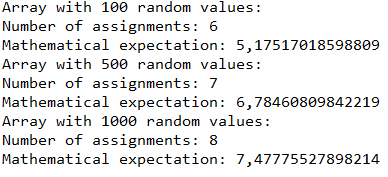 Array with 100 random values:
Number of assignments: 6
Mathematical expectation: 5,17517018598809
Array with 500 random values:
Number of assignments: 7
Mathematical expectation: 6,78460809842219
Array with 1000 random values:
Number of assignments: 8
Mathematical expectation: 7,47775527898214